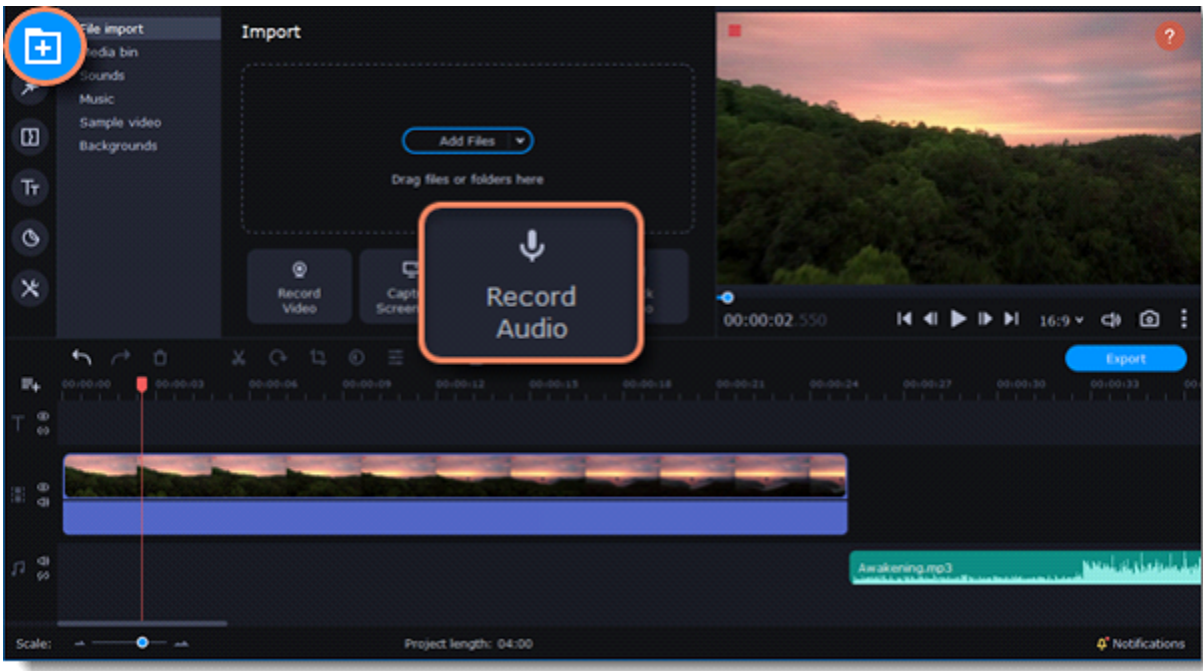 File import
Media bin
Sounds
Music
Sample video
Backgrounds
Import
Add Files
Drag files or folders here
Record
Video
Record
Audio
?
00:00:02.550
16:9
Export
00:00:00
00:00:03
00:00:06
00:00:09
00:00:12
00:00:15
00:00:18
00:00:21
00:00:24
00:00:27
00:00:30
00:00:33
Awakening.mp3
Scale:
Project length: 04:00
Notifications